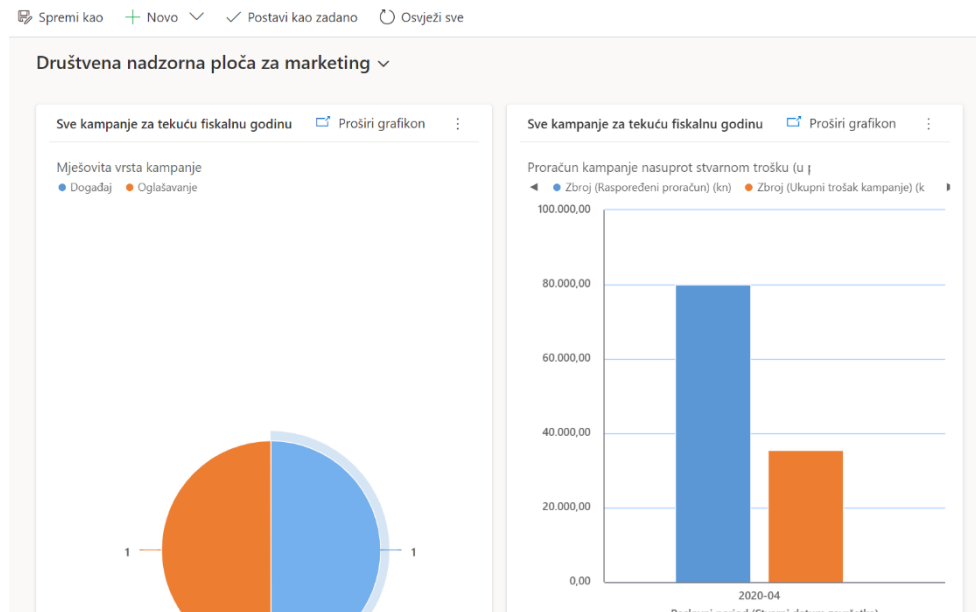 Spremi kao Novo Postavi kao zadano Osvježi sve
Društvena nadzorna ploča za marketing
Sve kampanje za tekuću fiskalnu godinu Proširi grafikon
Mješovita vrsta kampanje
Događaj Oglašavanje
1 1
Sve kampanje za tekuću fiskalnu godinu Proširi grafikon
Proračun kampanje nasuprot stvarnom trošku (u
Zbroj (Raspoređeni proračun) (kn) Zbroj (Ukupni trošak kampanje) (k
100.000,00
80.000,00
60.000,00
40.000,00
20.000,00
0,00
2020-04